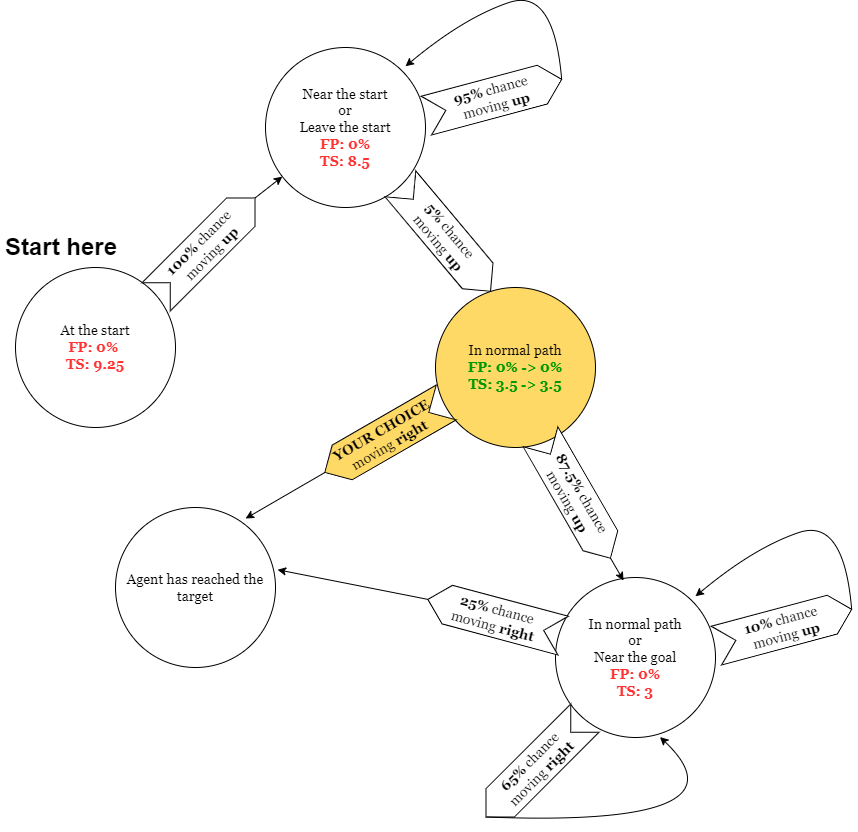 Near the start
or
Leave the start
FP: 0%
TS: 8.5
95% chance
moving up
100% chance
moving up
5% chance
moving up
Start here
At the start
FP: 0%
TS: 9.25
In normal path
FP: 0% -> 0%
TS: 3.5 -> 3.5
YOUR CHOICE
moving right
87.5% chance
moving up
Agent has reached the
target
25% chance
moving right
In normal path
or
Near the goal
FP: 0%
TS: 3
10% chance
moving up
65% chance
moving right